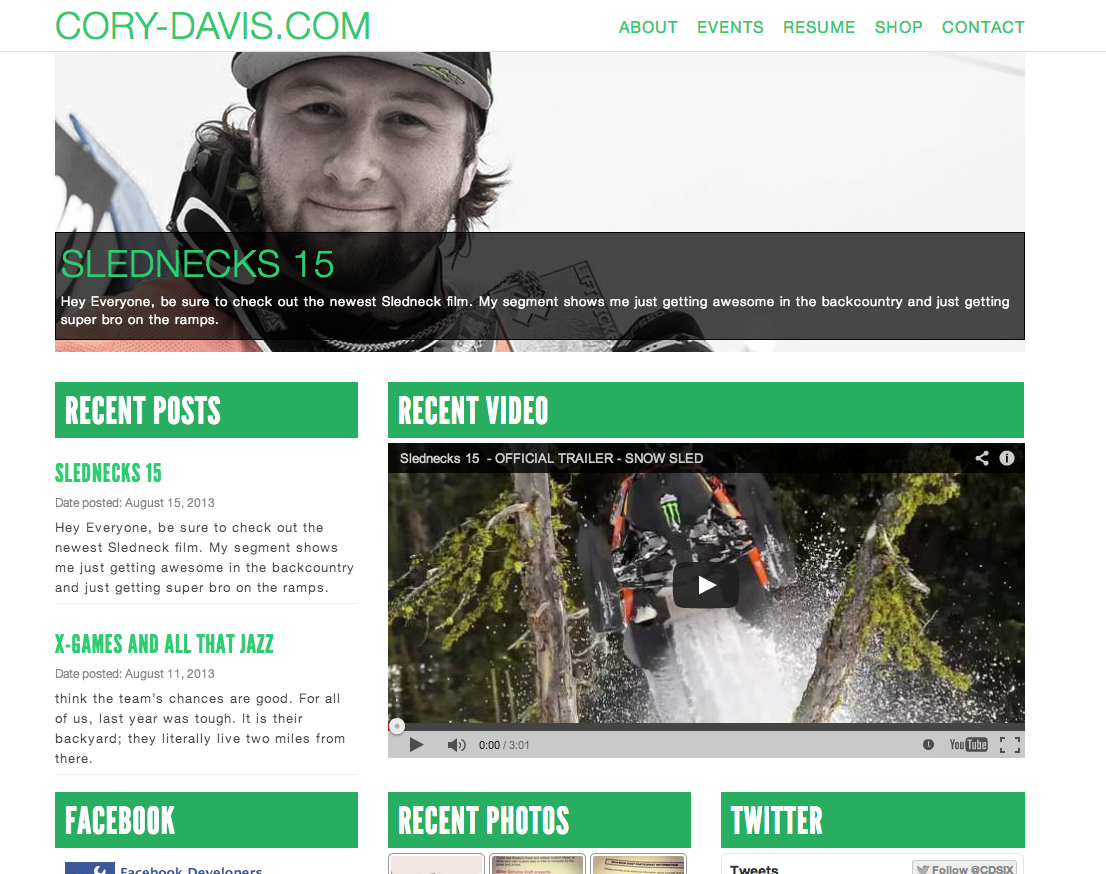 CORY-DAVIS.COM
ABOUT EVENTS RESUME SHOP CONTACT
SLEDNECKS 15
Hey Everyone, be sure to check out the newest Sledneck film. My segment shows me just getting awesome in the backcountry and just getting
super bro on the ramps.
RECENT POSTS
SLEDNECKS 15
Date posted: August 15, 2013
Hey Everyone, be sure to check out the
newest Sledneck film. My segment shows
me just getting awesome in the backcountry
and just getting super bro on the ramps.
X-GAMES AND ALL THAT JAZZ
Date posted: August 11, 2013
think the team's chances are good. For all
of us, last year was tough. It is their
backyard; they literally live two miles from
there.
RECENT VIDEO
Slednecks 15 - OFFICIAL TRAILER - SNOW SLED
0:00 / 3:01
YouTube
FACEBOOK
Facebook Developers
RECENT PHOTOS
TWITTER
Tweets
Follow @CDSIX